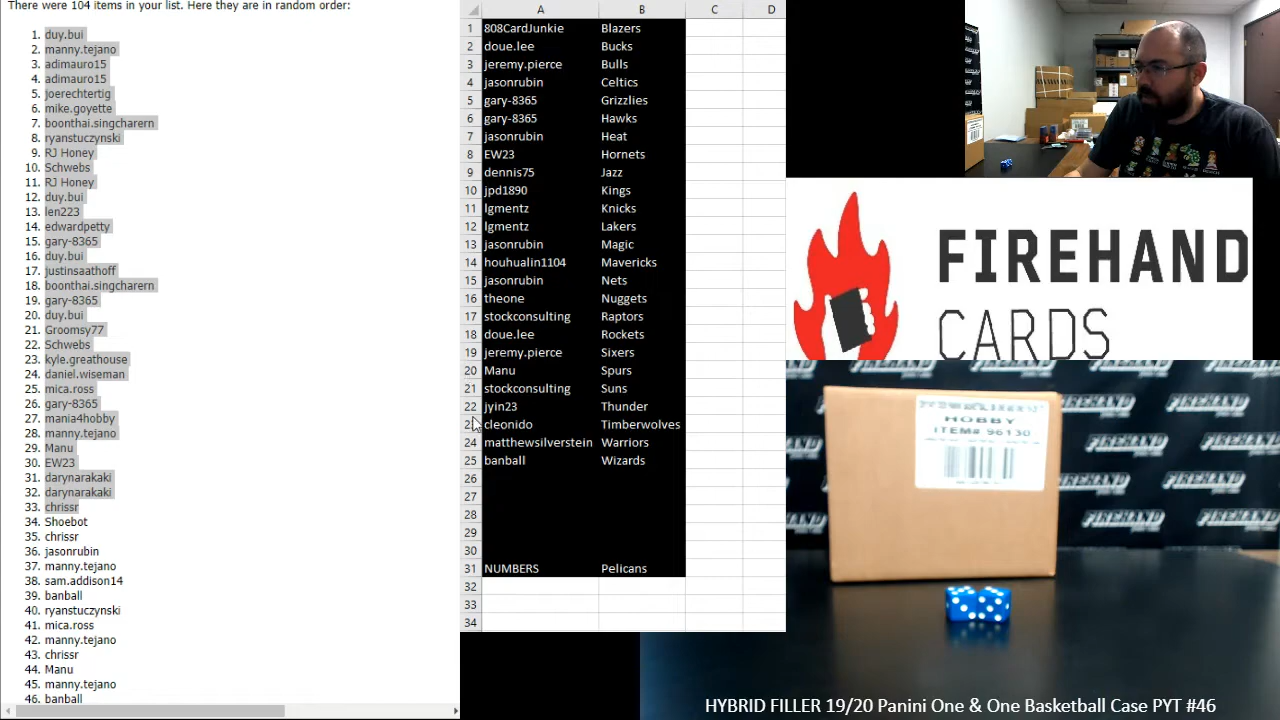 There were 104 items in your list. Here they are in random order:
1. duy.bui
2. manny.tejano
3. adimauro15
4. adimauro15
5. joerechtertig
6. mike.goyette
7. boonthai.singcharern
8. ryanstuczynski
9. RJ Honey
10. Schwebs
11. RJ Honey
12. duy.bui
13. len223
14. edwardpetty
15. gary-8365
16. duy.bui
17. justinsaathoff
18. boonthai.singcharern
19. gary-8365
20. duy.bui
21. Groomsy77
22. Schwebs
23. kyle.greathouse
24. daniel.wiseman
25. mica.ross
26. gary-8365
27. mania4hobby
28. manny.tejano
29. Manu
30. EW23
31. darynarakaki
32. darynarakaki
33. chrissr
34. Shoebot
35. chrissr
36. jasonrubin
37. manny.tejano
38. sam.addison14
39. banball
40. ryanstuczynski
41. mica.ross
42. manny.tejano
43. chrissr
44. Manu
45. manny.tejano
46. banball
A B C D
1 808CardJunkie Blazers
2 doue.lee Bucks
3 jeremy.pierce Bulls
4 jasonrubin Celtics
5 gary-8365 Grizzlies
6 gary-8365 Hawks
7 jasonrubin Heat
8 EW23 Hornets
9 dennis75 Jazz
10 jpd1890 Kings
11 lgmentz Knicks
12 lgmentz Lakers
13 jasonrubin Magic
14 houhualin1104 Mavericks
15 jasonrubin Nets
16 theone Nuggets
17 stockconsulting Raptors
18 doue.lee Rockets
19 jeremy.pierce Sixers
20 Manu Spurs
21 stockconsulting Suns
22 jyin23 Thunder
23 cleonido Timberwolves
24 matthewsilverstein Warriors
25 banball Wizards
26
27
28
29
30
31 NUMBERS Pelicans
32
33
34
FIREHAND
CARDS
HOBBY
ITEM# 96130
FIREHAND
FIREHAND
FIREHAND
FIREHAND
HYBRID FILLER 19/20 Panini One & One Basketball Case PYT #46